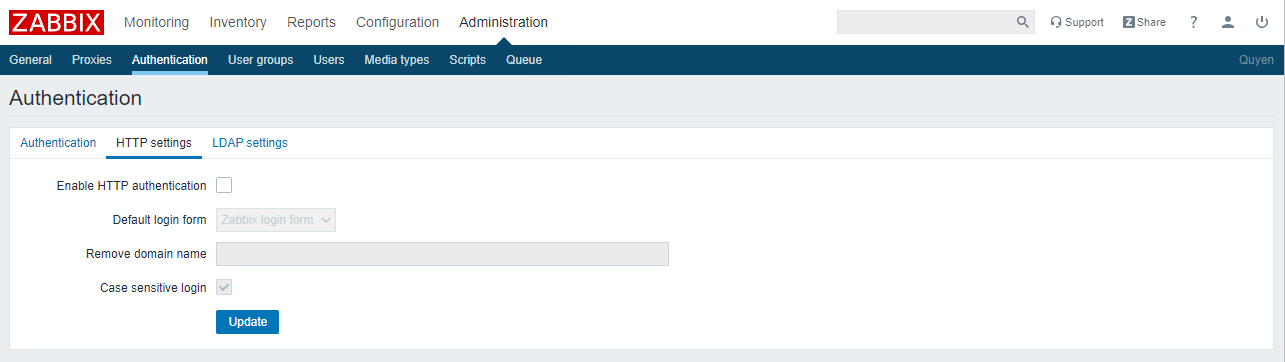 ZABBIX Monitoring Inventory Reports Configuration Administration Support Z Share ?
General Proxies Authentication User groups Users Media types Scripts Queue Quyen
Authentication
Authentication HTTP settings LDAP settings
Enable HTTP authentication
Default login form Zabbix login form
Remove domain name
Case sensitive login
Update